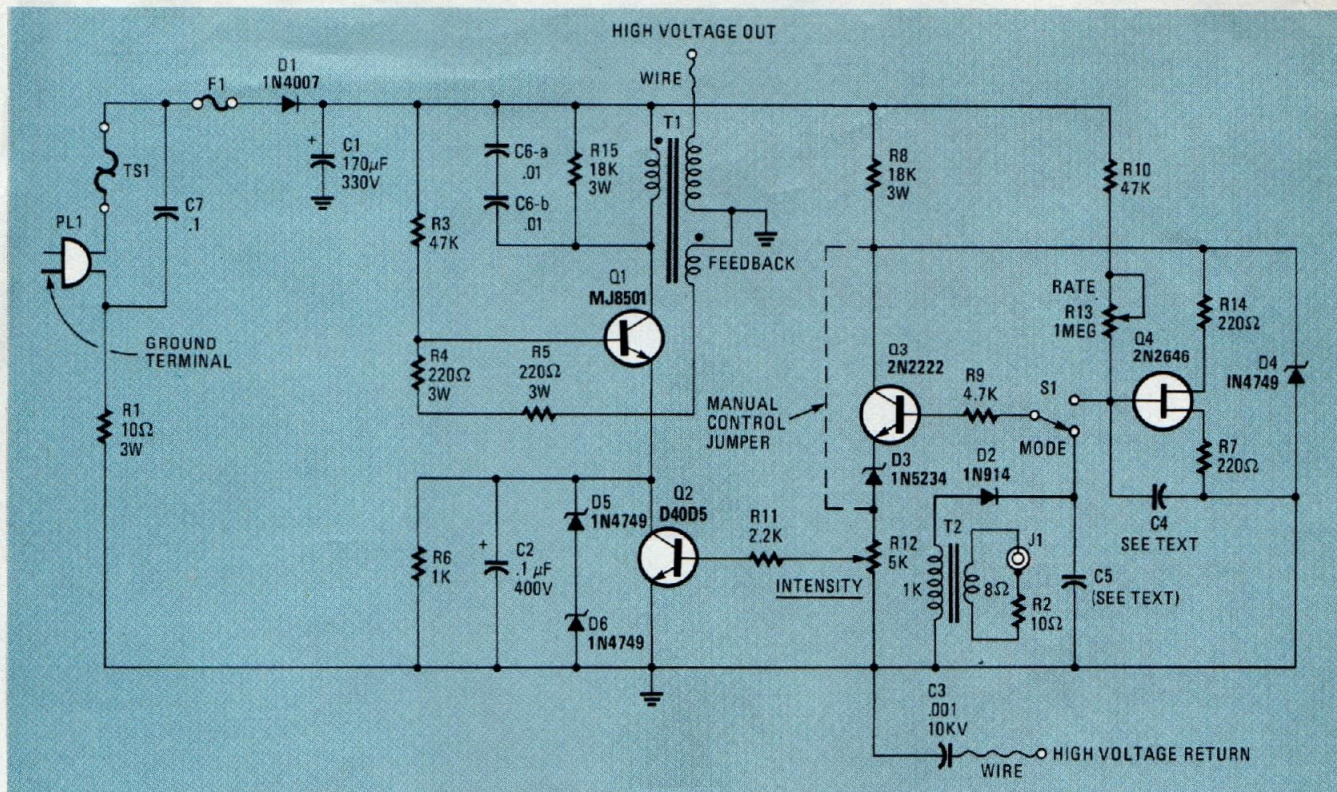 HIGH VOLTAGE OUT
WIRE
F1
D1
1N4007
TS1
C7
.1
PL1
GROUND
TERMINAL
R1
10Ω
3W
+
C1
170µF
330V
R3
47K
C6-a
.01
C6-b
.01
R15
18K
3W
T1
FEEDBACK
Q1
MJ8501
R4
220Ω
3W
R5
220Ω
3W
R8
18K
3W
R10
47K
RATE
R13
1MEG
Q4
2N2646
R14
220Ω
D4
IN4749
R7
220Ω
Q3
2N2222
R9
4.7K
S1
MODE
MANUAL
CONTROL
JUMPER
D3
1N5234
D2
1N914
C4
SEE TEXT
R6
1K
+
C2
.1 µF
400V
D5
1N4749
D6
1N4749
Q2
D40D5
R11
2.2K
R12
5K
INTENSITY
T2
1K
8Ω
J1
R2
10Ω
C5
(SEE TEXT)
C3
.001
10KV
WIRE
HIGH VOLTAGE RETURN